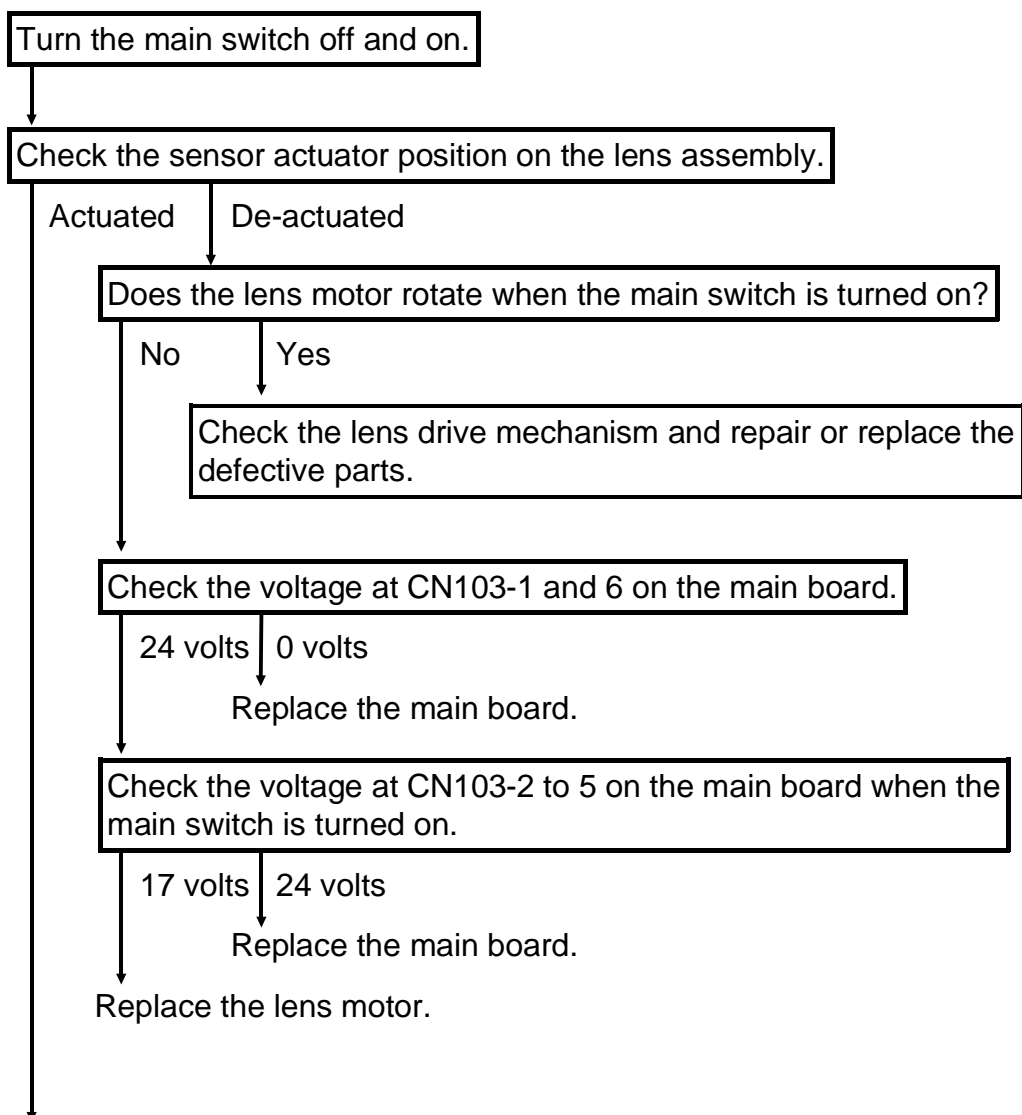 Turn the main switch off and on.
Check the sensor actuator position on the lens assembly.
Actuated
De-actuated
Does the lens motor rotate when the main switch is turned on?
No
Yes
Check the lens drive mechanism and repair or replace the
defective parts.
Check the voltage at CN103-1 and 6 on the main board.
24 volts
0 volts
Replace the main board.
Check the voltage at CN103-2 to 5 on the main board when the
main switch is turned on.
17 volts
24 volts
Replace the main board.
Replace the lens motor.